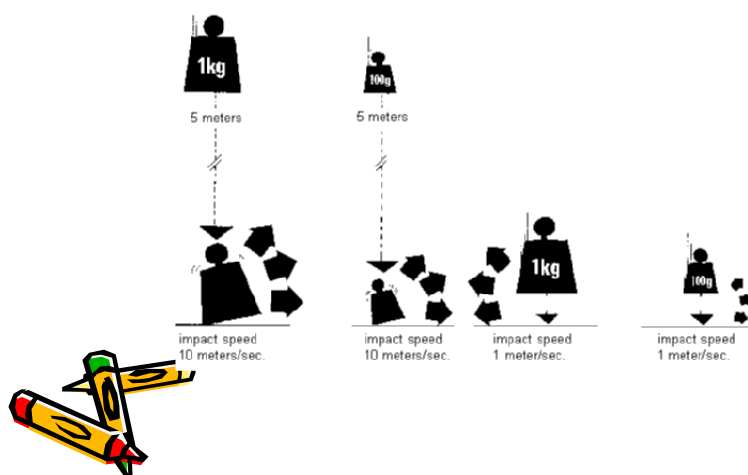 1kg
100g
5 meters
5 meters
1kg
100g
impact speed
10 meters/sec.
impact speed
10 meters/sec.
impact speed
1 meter/sec.
impact speed
1 meter/sec.